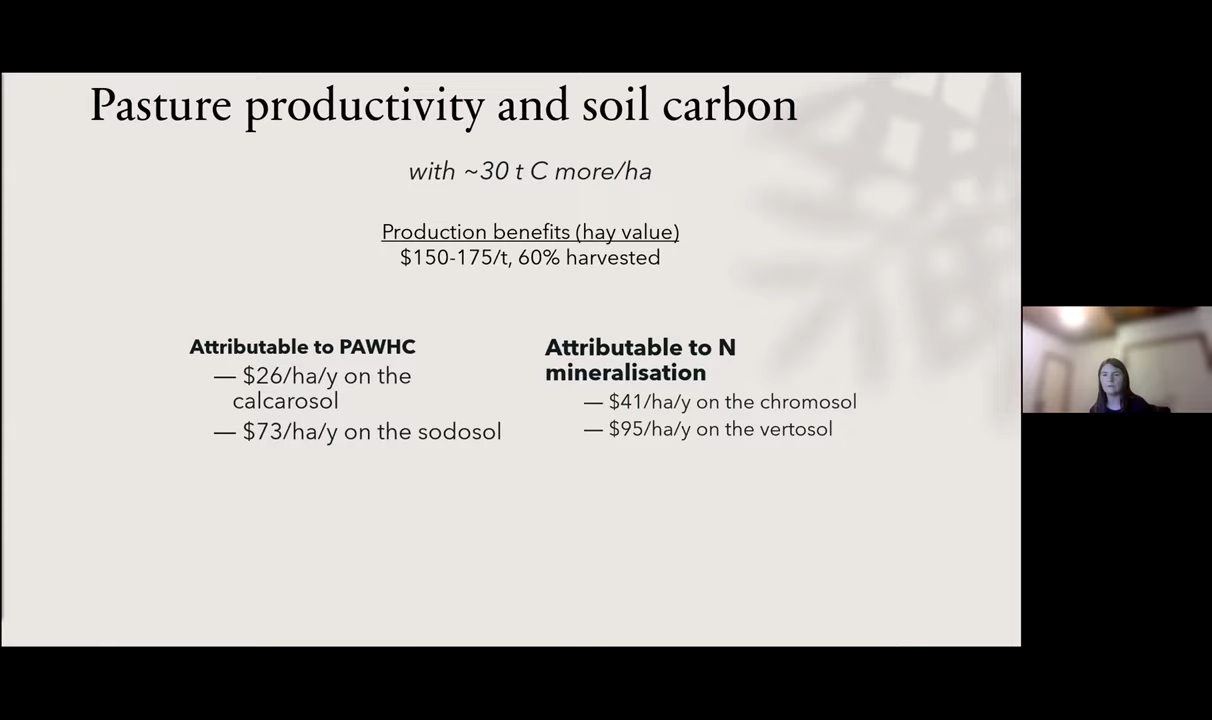 Pasture productivity and soil carbon
with ~30 t C more/ha
Production benefits (hay value)
$150-175/t, 60% harvested
Attributable to PAWHC
— $26/ha/y on the
calcarosol
— $73/ha/y on the sodosol
Attributable to N
mineralisation
— $41/ha/y on the chromosol
— $95/ha/y on the vertosol